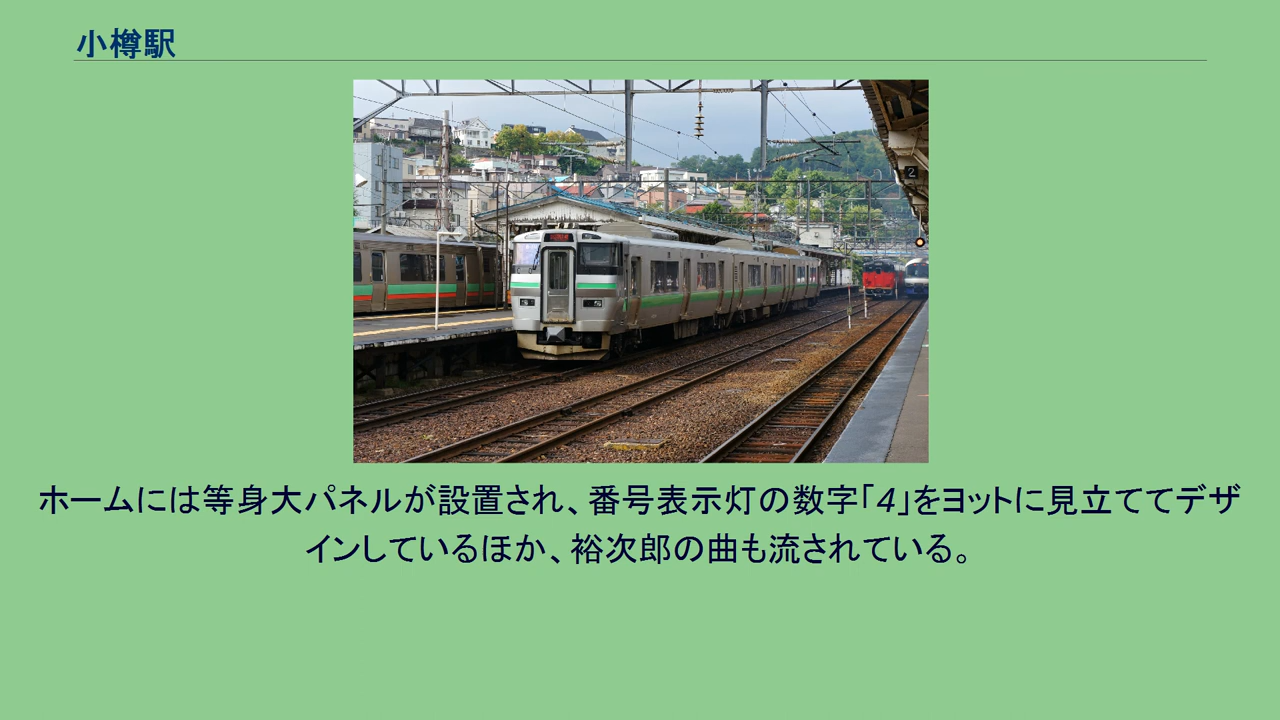 小樽駅
2
ホームには等身大パネルが設置され、番号表示灯の数字「4」をヨットに見立ててデザ
インしているほか、裕次郎の曲も流されている。